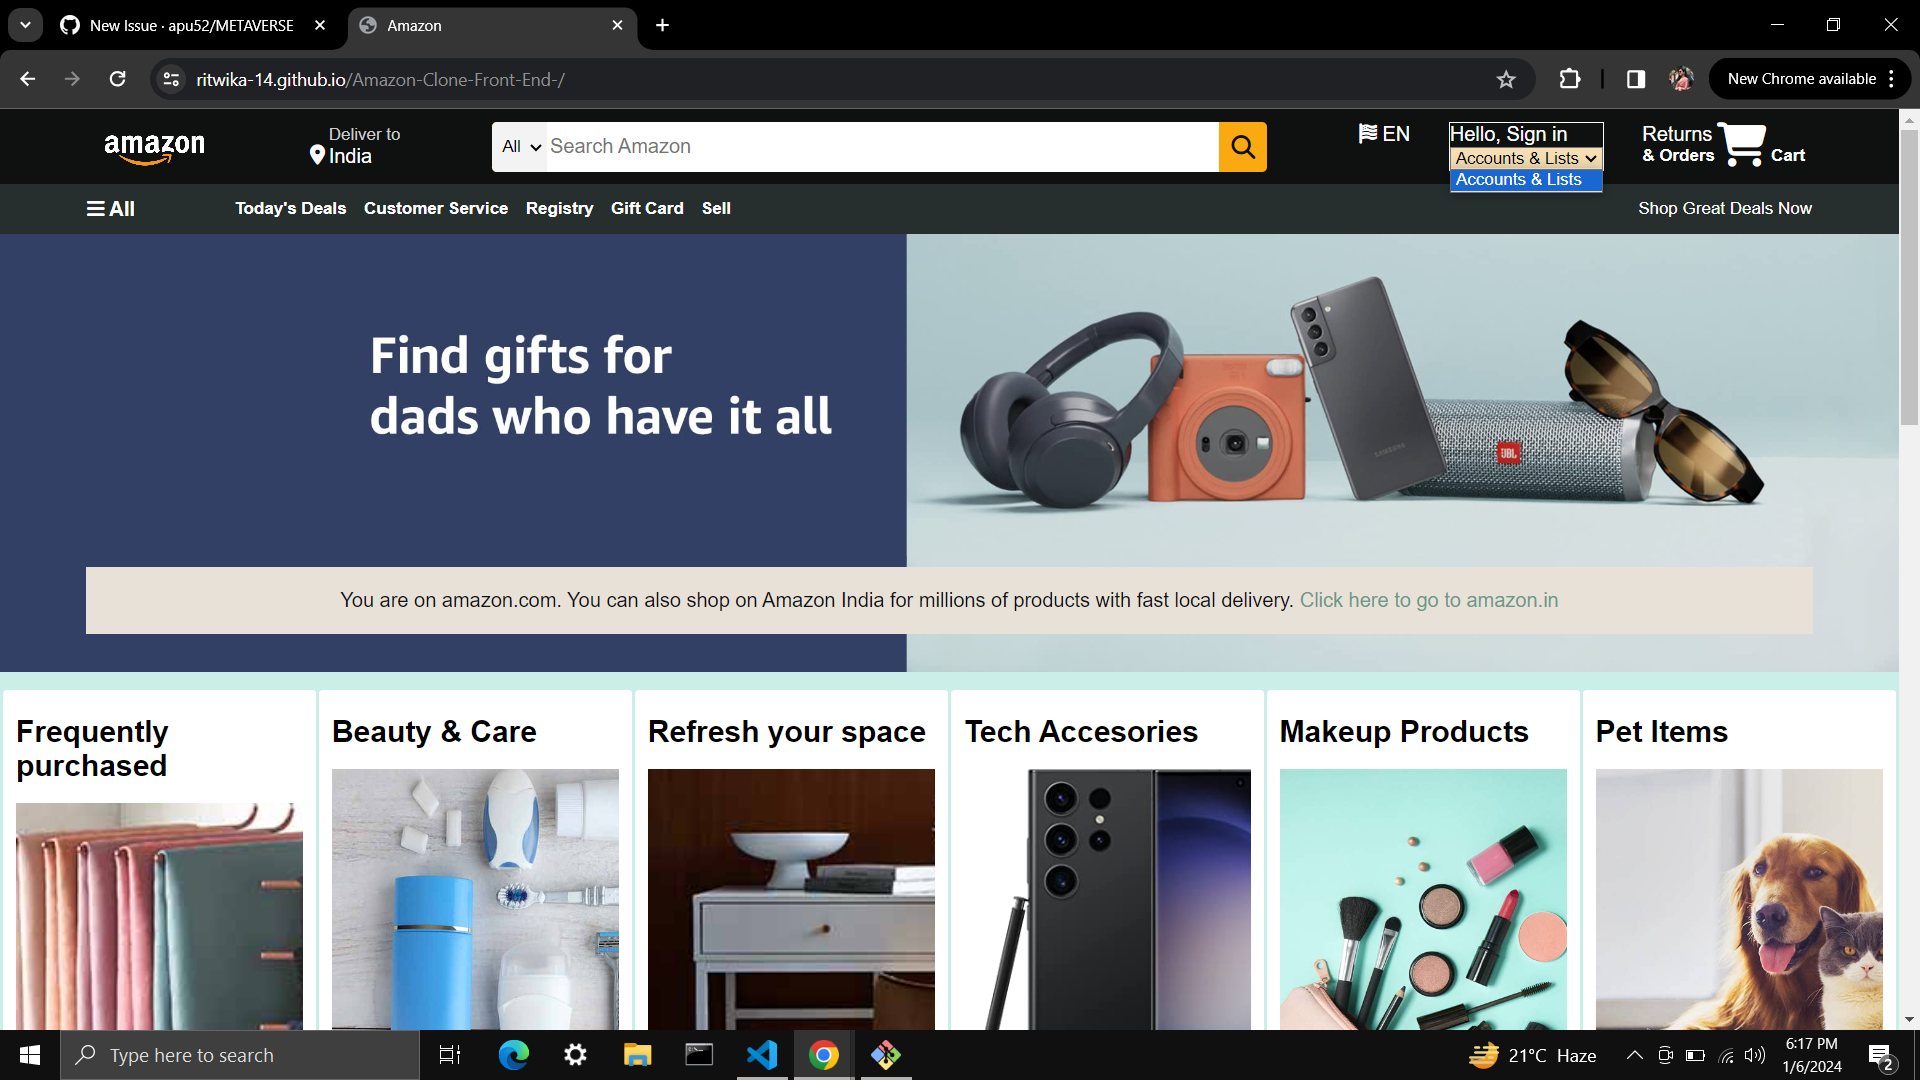 New Issue · apu52/METAVERSE
Amazon
ritwika-14.github.io/Amazon-Clone-Front-End-/
New Chrome available
amazon
Deliver to
India
All
Search Amazon
EN
Hello, Sign in
Accounts & Lists
Accounts & Lists
Returns
& Orders
Cart
All
Today's Deals
Customer Service
Registry
Gift Card
Sell
Shop Great Deals Now
Find gifts for
dads who have it all
SAMSUNG
JBL
You are on amazon.com. You can also shop on Amazon India for millions of products with fast local delivery. Click here to go to amazon.in
Frequently
purchased
Beauty & Care
Refresh your space
Tech Accesories
Makeup Products
Pet Items
Type here to search
21°C Haze
6:17 PM
1/6/2024
2